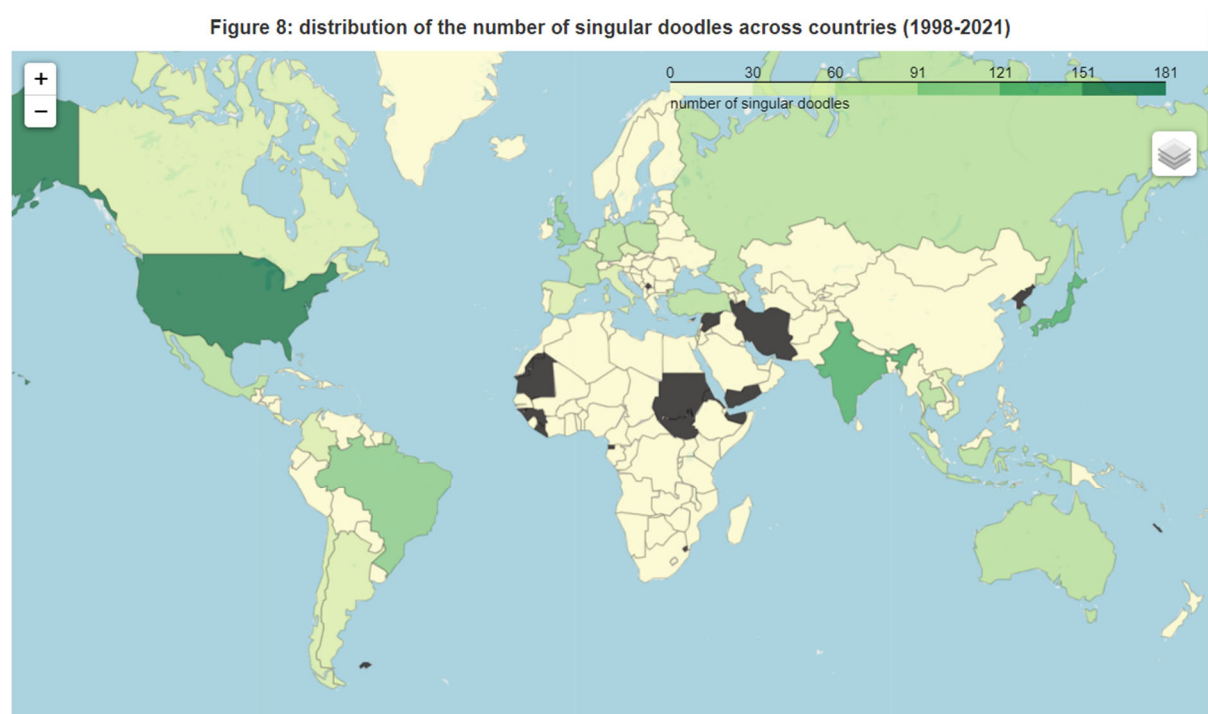 Figure 8: distribution of the number of singular doodles across countries (1998-2021)
+
−
0 30 60 91 121 151 181
number of singular doodles